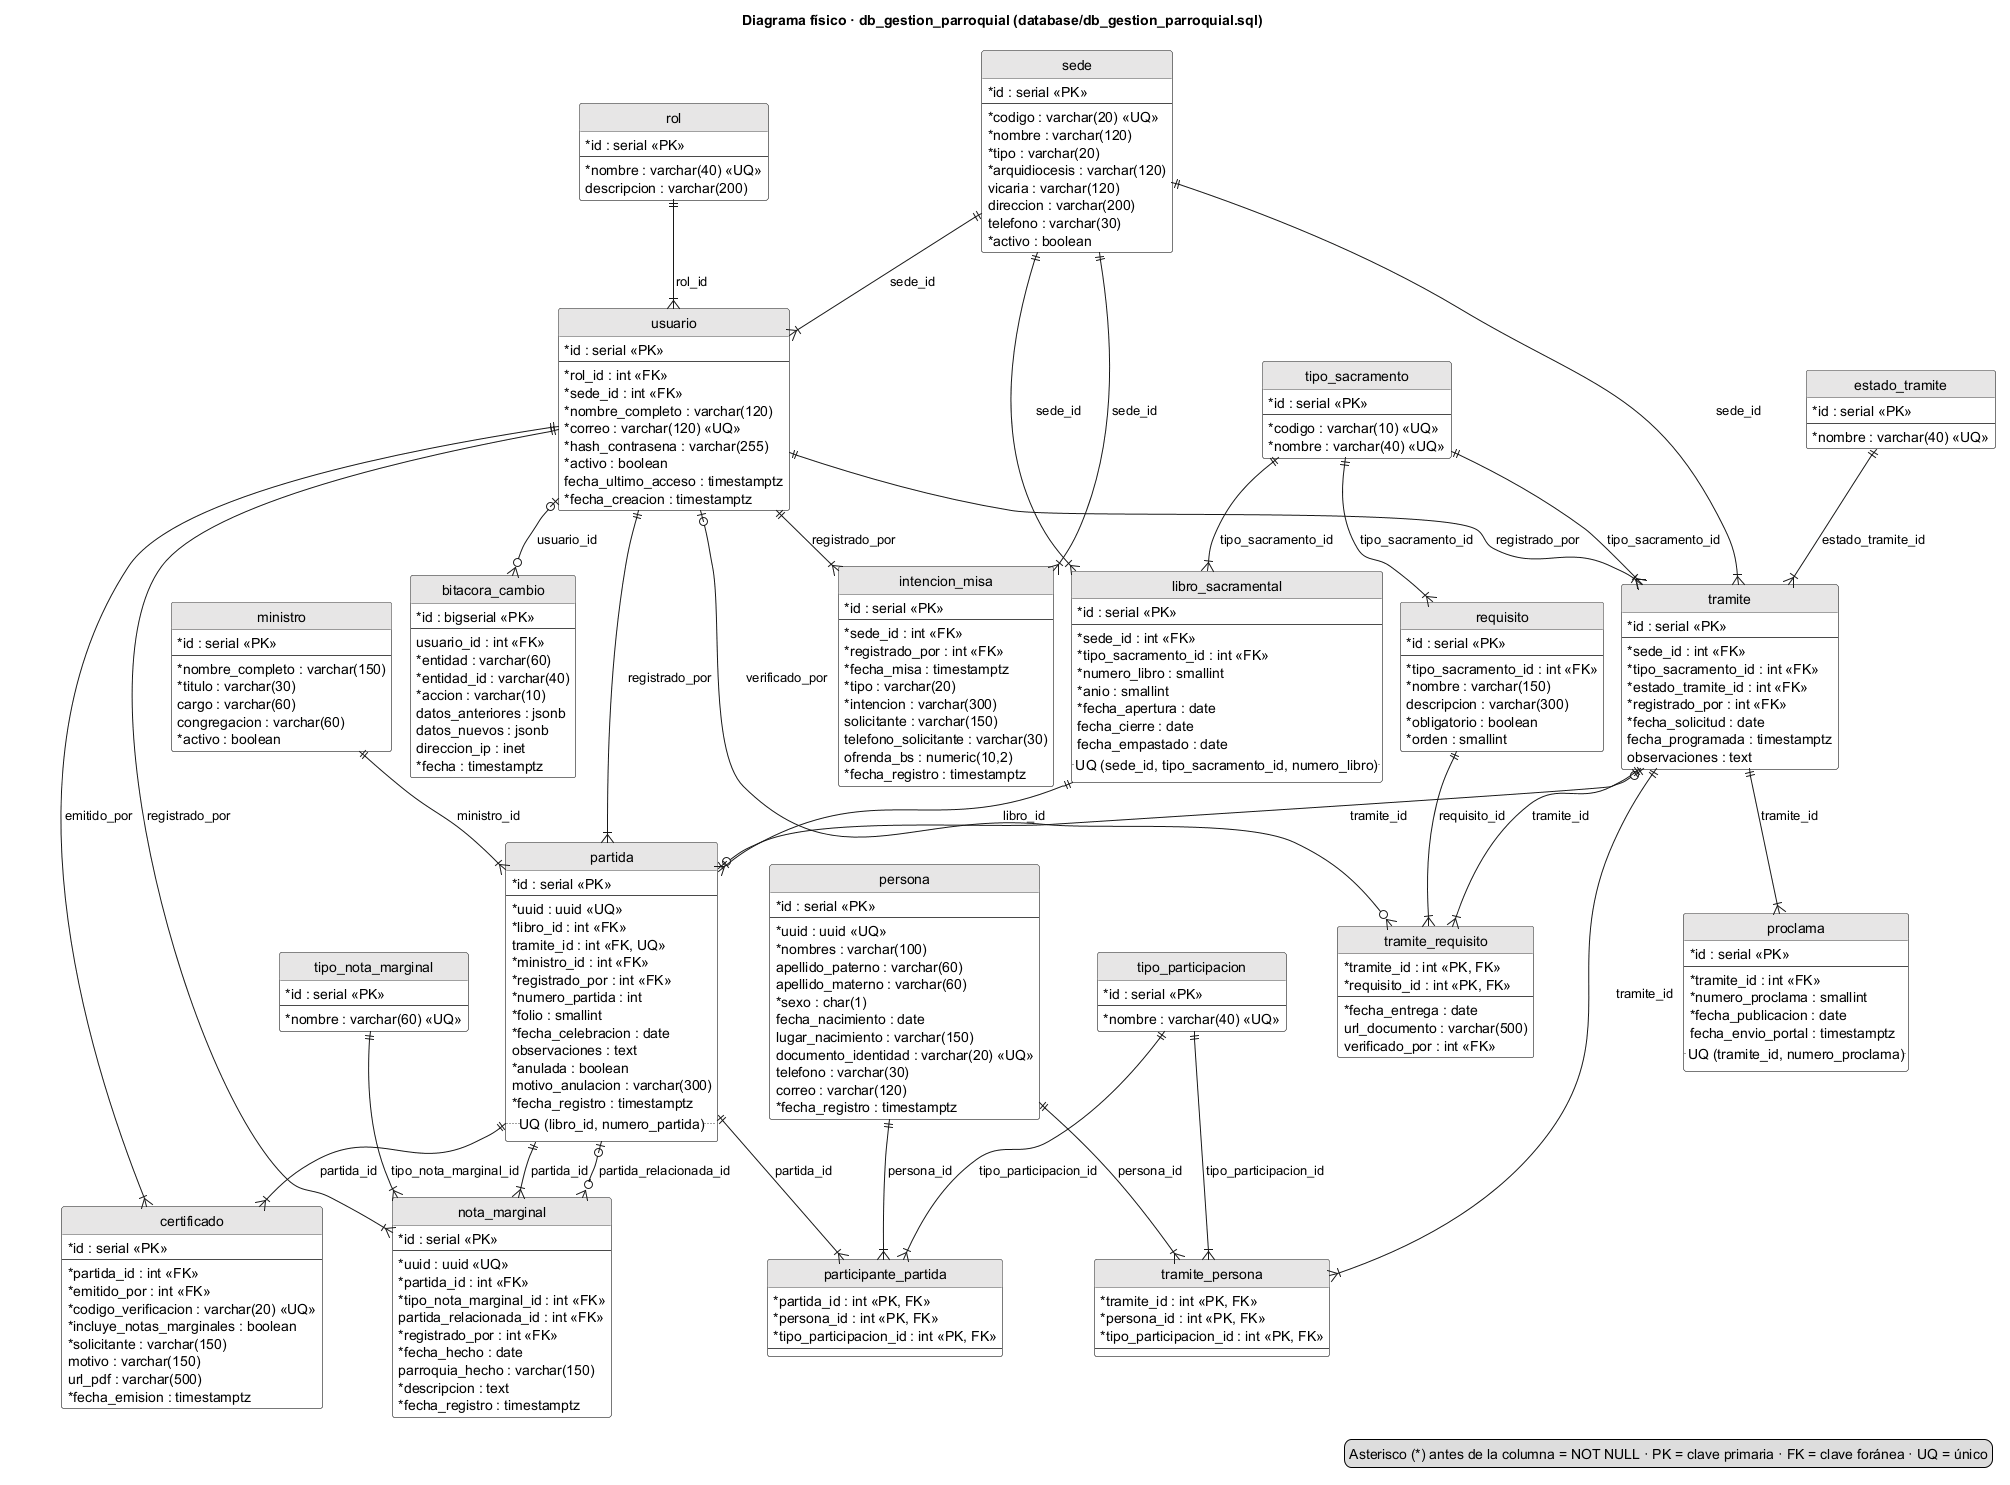 Diagrama físico · db_gestion_parroquial (database/db_gestion_parroquial.sql)
sede
*id : serial «PK»
*codigo : varchar(20) «UQ»
*nombre : varchar(120)
*tipo : varchar(20)
*arquidiocesis : varchar(120)
vicaria : varchar(120)
direccion : varchar(200)
telefono : varchar(30)
*activo : boolean
rol
*id : serial «PK»
*nombre : varchar(40) «UQ»
descripcion : varchar(200)
rol_id
sede_id
usuario
*id : serial «PK»
*rol_id : int «FK»
*sede_id : int «FK»
*nombre_completo : varchar(120)
*correo : varchar(120) «UQ»
*hash_contrasena : varchar(255)
*activo : boolean
fecha_ultimo_acceso : timestamptz
*fecha_creacion : timestamptz
sede_id
sede_id
tipo_sacramento
*id : serial «PK»
*codigo : varchar(10) «UQ»
*nombre : varchar(40) «UQ»
sede_id
estado_tramite
*id : serial «PK»
*nombre : varchar(40) «UQ»
usuario_id
registrado_por
tipo_sacramento_id
tipo_sacramento_id
registrado_por
tipo_sacramento_id
estado_tramite_id
ministro
*id : serial «PK»
*nombre_completo : varchar(150)
*titulo : varchar(30)
cargo : varchar(60)
congregacion : varchar(60)
*activo : boolean
bitacora_cambio
*id : bigserial «PK»
usuario_id : int «FK»
*entidad : varchar(60)
*entidad_id : varchar(40)
*accion : varchar(10)
datos_anteriores : jsonb
datos_nuevos : jsonb
direccion_ip : inet
*fecha : timestamptz
registrado_por
verificado_por
intencion_misa
*id : serial «PK»
*sede_id : int «FK»
*registrado_por : int «FK»
*fecha_misa : timestamptz
*tipo : varchar(20)
*intencion : varchar(300)
solicitante : varchar(150)
telefono_solicitante : varchar(30)
ofrenda_bs : numeric(10,2)
*fecha_registro : timestamptz
libro_sacramental
*id : serial «PK»
*sede_id : int «FK»
*tipo_sacramento_id : int «FK»
*numero_libro : smallint
*anio : smallint
*fecha_apertura : date
fecha_cierre : date
fecha_empastado : date
UQ (sede_id, tipo_sacramento_id, numero_libro)
requisito
*id : serial «PK»
*tipo_sacramento_id : int «FK»
*nombre : varchar(150)
descripcion : varchar(300)
*obligatorio : boolean
*orden : smallint
tramite
*id : serial «PK»
*sede_id : int «FK»
*tipo_sacramento_id : int «FK»
*estado_tramite_id : int «FK»
*registrado_por : int «FK»
*fecha_solicitud : date
fecha_programada : timestamptz
observaciones : text
emitido_por
registrado_por
ministro_id
libro_id
tramite_id
requisito_id
tramite_id
tramite_id
partida
*id : serial «PK»
*uuid : uuid «UQ»
*libro_id : int «FK»
tramite_id : int «FK, UQ»
*ministro_id : int «FK»
*registrado_por : int «FK»
*numero_partida : int
*folio : smallint
*fecha_celebracion : date
observaciones : text
*anulada : boolean
motivo_anulacion : varchar(300)
*fecha_registro : timestamptz
UQ (libro_id, numero_partida)
persona
*id : serial «PK»
*uuid : uuid «UQ»
*nombres : varchar(100)
apellido_paterno : varchar(60)
apellido_materno : varchar(60)
*sexo : char(1)
fecha_nacimiento : date
lugar_nacimiento : varchar(150)
documento_identidad : varchar(20) «UQ»
telefono : varchar(30)
correo : varchar(120)
*fecha_registro : timestamptz
tipo_nota_marginal
*id : serial «PK»
*nombre : varchar(60) «UQ»
tipo_participacion
*id : serial «PK»
*nombre : varchar(40) «UQ»
tramite_requisito
*tramite_id : int «PK, FK»
*requisito_id : int «PK, FK»
*fecha_entrega : date
url_documento : varchar(500)
verificado_por : int «FK»
tramite_id
proclama
*id : serial «PK»
*tramite_id : int «FK»
*numero_proclama : smallint
*fecha_publicacion : date
fecha_envio_portal : timestamptz
UQ (tramite_id, numero_proclama)
partida_id
tipo_nota_marginal_id
partida_id
partida_relacionada_id
partida_id
persona_id
tipo_participacion_id
persona_id
tipo_participacion_id
certificado
*id : serial «PK»
*partida_id : int «FK»
*emitido_por : int «FK»
*codigo_verificacion : varchar(20) «UQ»
*incluye_notas_marginales : boolean
*solicitante : varchar(150)
motivo : varchar(150)
url_pdf : varchar(500)
*fecha_emision : timestamptz
nota_marginal
*id : serial «PK»
*uuid : uuid «UQ»
*partida_id : int «FK»
*tipo_nota_marginal_id : int «FK»
partida_relacionada_id : int «FK»
*registrado_por : int «FK»
*fecha_hecho : date
parroquia_hecho : varchar(150)
*descripcion : text
*fecha_registro : timestamptz
participante_partida
*partida_id : int «PK, FK»
*persona_id : int «PK, FK»
*tipo_participacion_id : int «PK, FK»
tramite_persona
*tramite_id : int «PK, FK»
*persona_id : int «PK, FK»
*tipo_participacion_id : int «PK, FK»
Asterisco (*) antes de la columna = NOT NULL · PK = clave primaria · FK = clave foránea · UQ = único